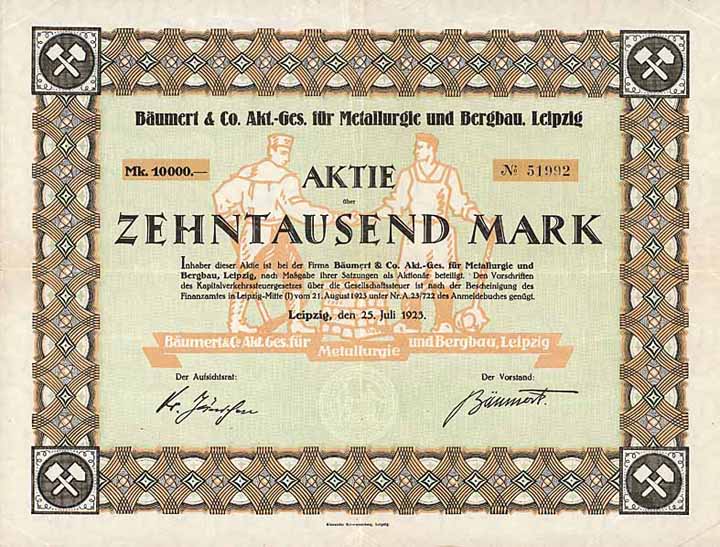 Bäumert & Co. Akt.-Ges. für Metallurgie und Bergbau, Leipzig
Mk. 10000.—
AKTIE
№ 51992
über
ZEHNTAUSEND MARK
Inhaber dieser Aktie ist bei der Firma Bäumert & Co. Akt.-Ges. für Metallurgie und
Bergbau, Leipzig, nach Maßgabe ihrer Satzungen als Aktionär beteiligt. Den Vorschriften
des Kapitalverkehrssteuergesetzes über die Gesellschaftssteuer ist nach der Bescheinigung des
Finanzamtes in Leipzig-Mitte (I) vom 21. August 1923 unter Nr. A. 23/722 des Anmeldebuches genügt.
Leipzig, den 25. Juli 1923.
Bäumert & Co. Akt. Ges. für Metallurgie und Bergbau, Leipzig
Der Aufsichtsrat:
Der Vorstand:
Bäumert.
Leipzig